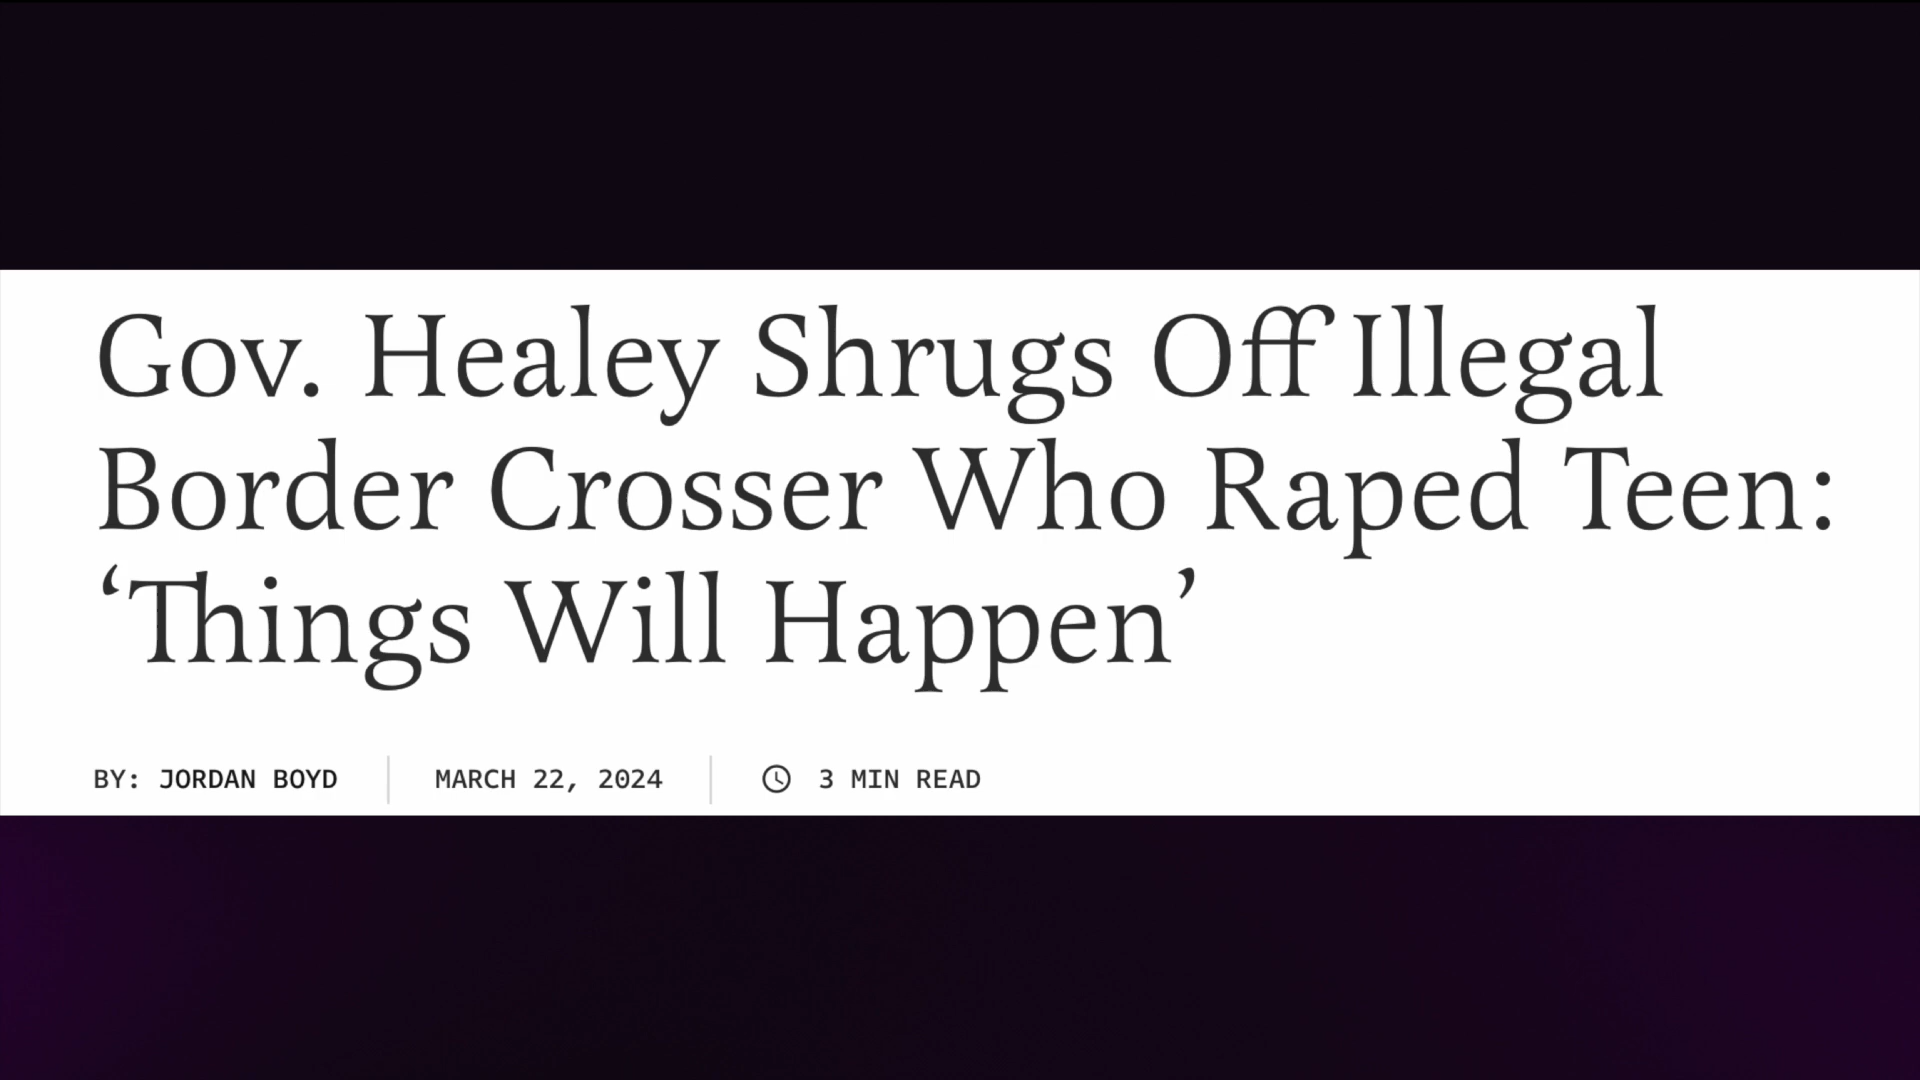 Gov. Healey Shrugs Off Illegal
Border Crosser Who Raped Teen:
‘Things Will Happen’
BY: JORDAN BOYD MARCH 22, 2024 3 MIN READ